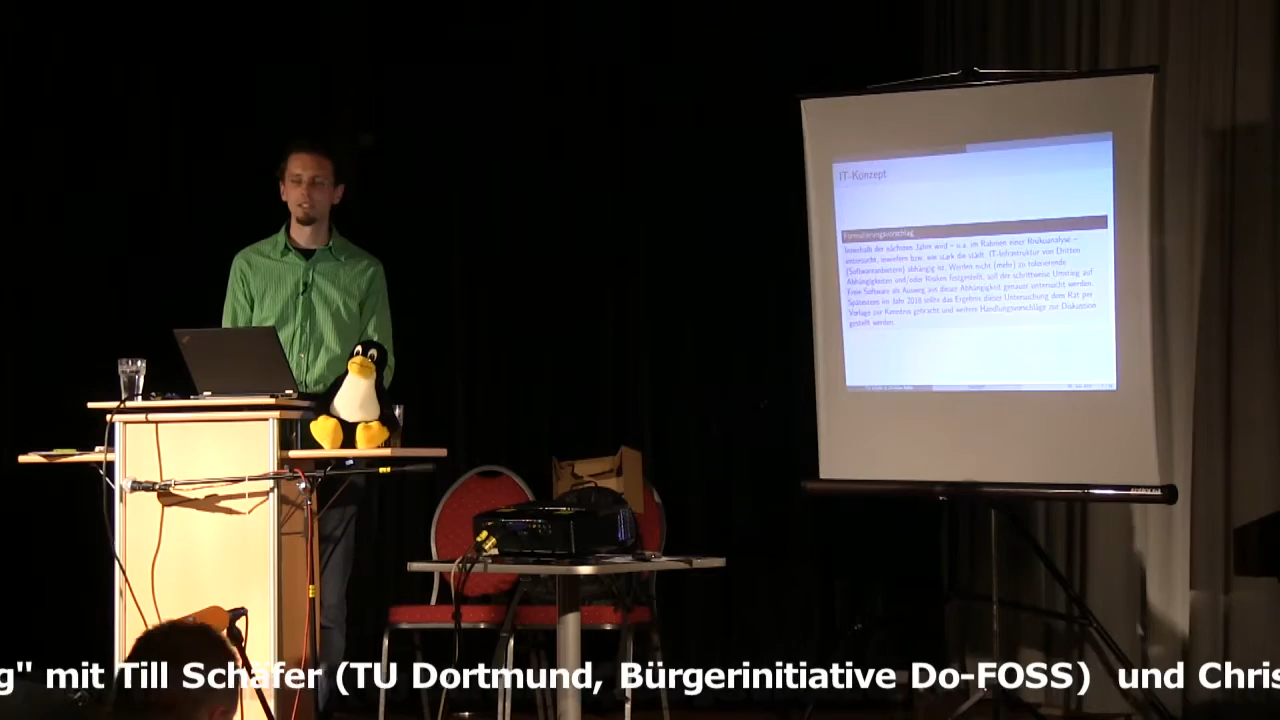 IT-Konzept
Formulierungsvorschlag
Innerhalb der nächsten Jahre wird – u.a. im Rahmen einer Risikoanalyse –
untersucht, inwiefern bzw. wie stark die städt. IT-Infrastruktur von Dritten
(Softwareanbietern) abhängig ist. Werden nicht (mehr) zu tolerierende
Abhängigkeiten und/oder Risiken festgestellt, soll der schrittweise Umstieg auf
Freie Software als Ausweg aus dieser Abhängigkeit genauer untersucht werden.
Spätestens im Jahr 2018 sollte das Ergebnis dieser Untersuchung dem Rat per
Vorlage zur Kenntnis gebracht und weitere Handlungsvorschläge zur Diskussion
gestellt werden.
g" mit Till Schäfer (TU Dortmund, Bürgerinitiative Do-FOSS) und Chris